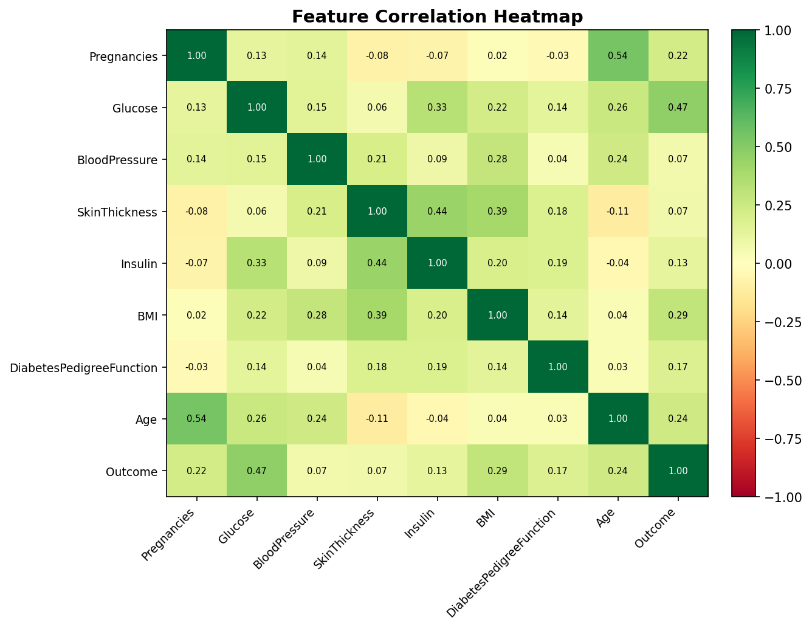 Feature Correlation Heatmap
Pregnancies 1.00 0.13 0.14 -0.08 -0.07 0.02 -0.03 0.54 0.22
Glucose 0.13 1.00 0.15 0.06 0.33 0.22 0.14 0.26 0.47
BloodPressure 0.14 0.15 1.00 0.21 0.09 0.28 0.04 0.24 0.07
SkinThickness -0.08 0.06 0.21 1.00 0.44 0.39 0.18 -0.11 0.07
Insulin -0.07 0.33 0.09 0.44 1.00 0.20 0.19 -0.04 0.13
BMI 0.02 0.22 0.28 0.39 0.20 1.00 0.14 0.04 0.29
DiabetesPedigreeFunction -0.03 0.14 0.04 0.18 0.19 0.14 1.00 0.03 0.17
Age 0.54 0.26 0.24 -0.11 -0.04 0.04 0.03 1.00 0.24
Outcome 0.22 0.47 0.07 0.07 0.13 0.29 0.17 0.24 1.00
Pregnancies
Glucose
BloodPressure
SkinThickness
Insulin
BMI
DiabetesPedigreeFunction
Age
Outcome
1.00
0.75
0.50
0.25
0.00
−0.25
−0.50
−0.75
−1.00